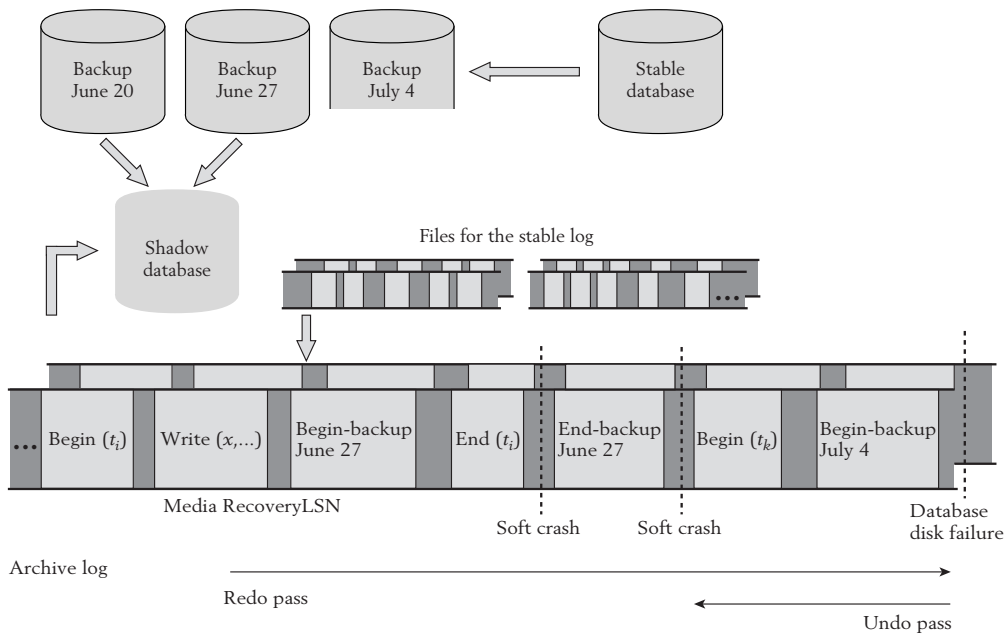 Backup
June 20
Backup
June 27
Backup
July 4
Stable
database
Shadow
database
Files for the stable log
...
... Begin (tᵢ) Write (x,...) Begin-backup
June 27 End (tᵢ) End-backup
June 27 Begin (tₖ) Begin-backup
July 4
Media RecoveryLSN
Soft crash
Soft crash
Database
disk failure
Archive log
Redo pass
Undo pass